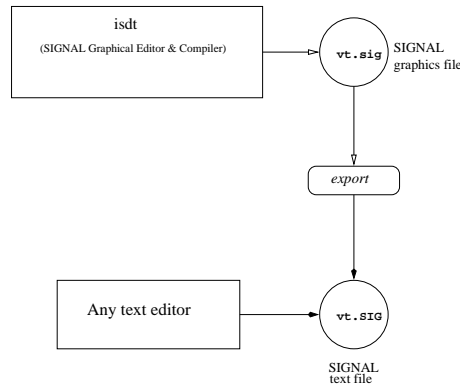 isdt
(SIGNAL Graphical Editor & Compiler)
vt.sig
SIGNAL
graphics file
export
Any text editor
vt.SIG
SIGNAL
text file